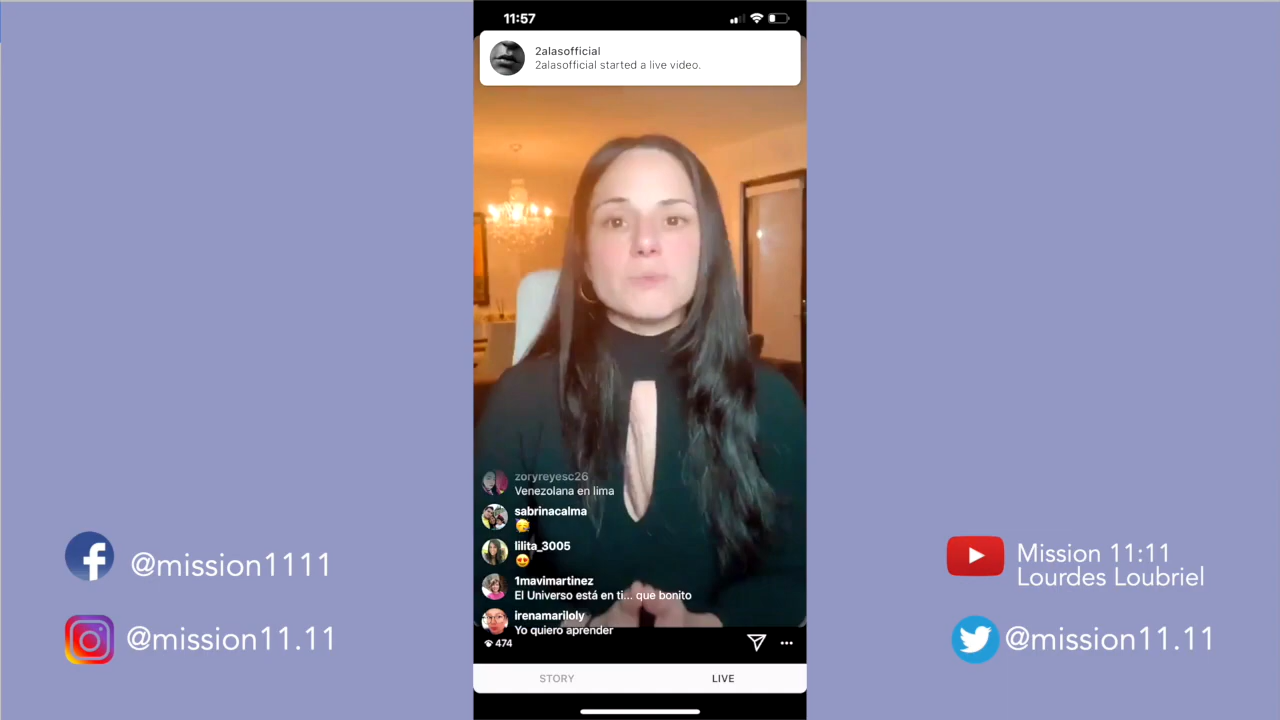 11:57
2alasofficial
2alasofficial started a live video.
zoryreyesc26
Venezolana en lima
sabrinacalma
🥳
lilita_3005
😍
1mavimartinez
El Universo está en ti... que bonito
irenamariloly
Yo quiero aprender
474
STORY
LIVE
@mission1111
@mission11.11
Mission 11:11
Lourdes Loubriel
@mission11.11